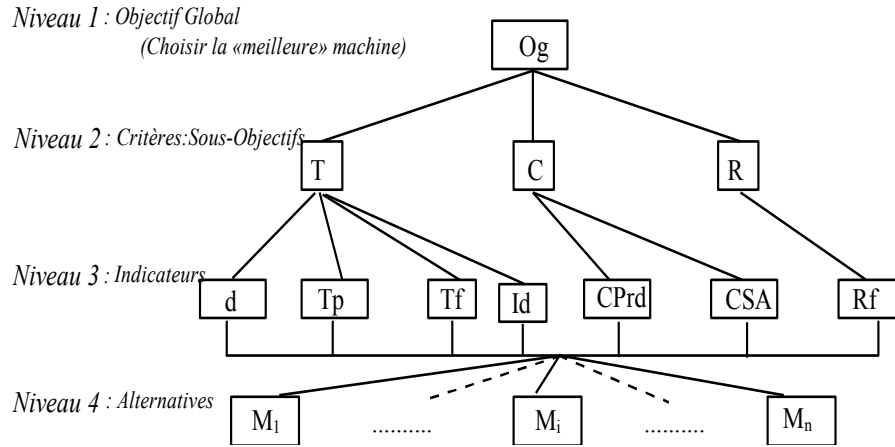 Niveau 1 : Objectif Global
(Choisir la «meilleure» machine)
Og
Niveau 2 : Critères:Sous-Objectifs
T C R
Niveau 3 : Indicateurs
d Tp Tf Id CPrd CSA Rf
Niveau 4 : Alternatives
M1 .......... Mi .......... Mn